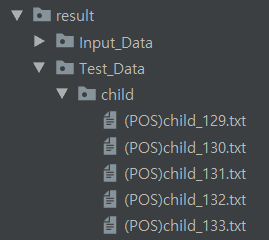 result
Input_Data
Test_Data
child
(POS)child_129.txt
(POS)child_130.txt
(POS)child_131.txt
(POS)child_132.txt
(POS)child_133.txt